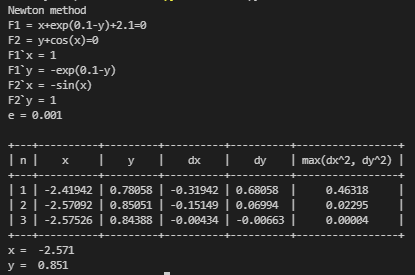 Newton method
F1 = x+exp(0.1-y)+2.1=0
F2 = y+cos(x)=0
F1`x = 1
F1`y = -exp(0.1-y)
F2`x = -sin(x)
F2`y = 1
e = 0.001
| n | x | y | dx | dy | max(dx^2, dy^2) |
| 1 | -2.41942 | 0.78058 | -0.31942 | 0.68058 | 0.46318 |
| 2 | -2.57092 | 0.85051 | -0.15149 | 0.06994 | 0.02295 |
| 3 | -2.57526 | 0.84388 | -0.00434 | -0.00663 | 0.00004 |
x = -2.571
y = 0.851